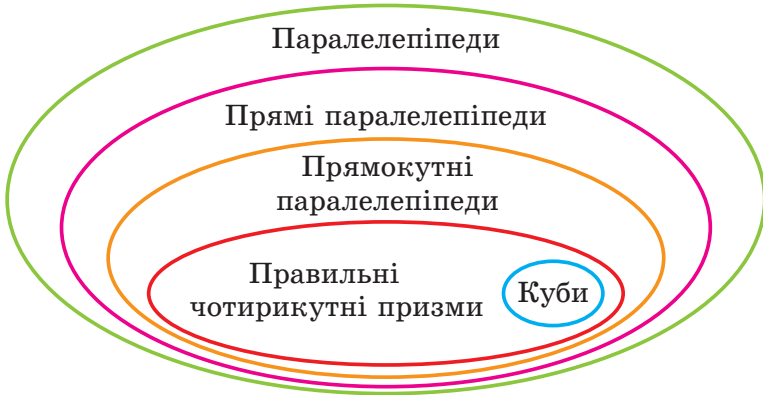 Паралелепіпеди
Прямі паралелепіпеди
Прямокутні
паралелепіпеди
Правильні
чотирикутні призми
Куби